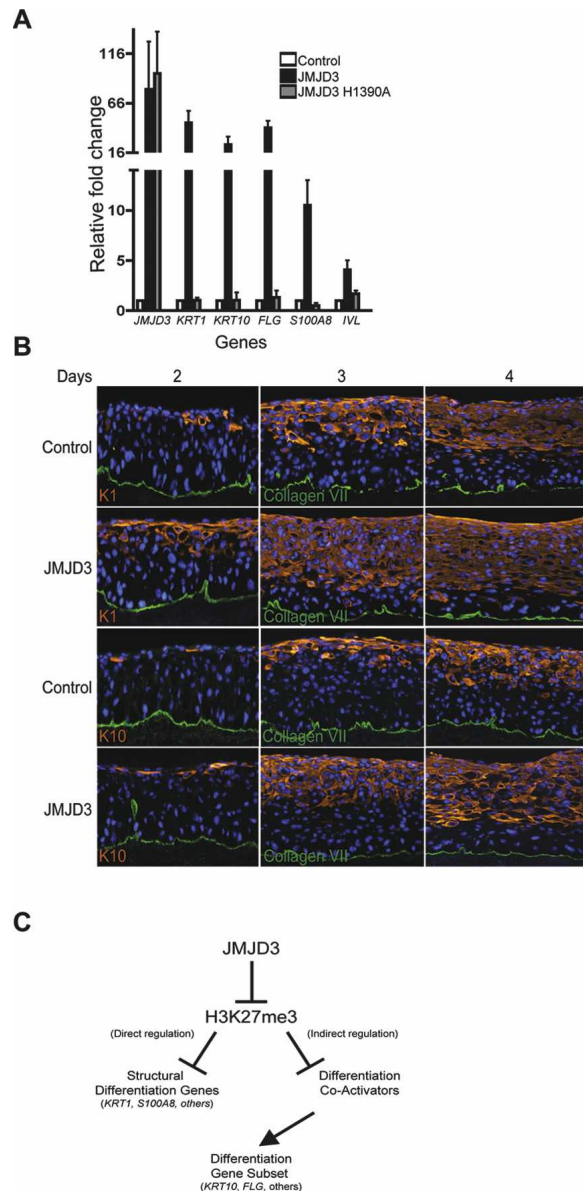 A
Relative fold change
116
66
16
10
5
0
Control
JMJD3
JMJD3 H1390A
JMJD3 KRT1 KRT10 FLG S100A8 IVL
Genes
B
Days 2 3 4
Control
K1 Collagen VII
JMJD3
K1 Collagen VII
Control
K10 Collagen VII
JMJD3
K10 Collagen VII
C
JMJD3
H3K27me3
(Direct regulation) (Indirect regulation)
Structural
Differentiation Genes
(KRT1, S100A8, others)
Differentiation
Co-Activators
Differentiation
Gene Subset
(KRT10, FLG, others)